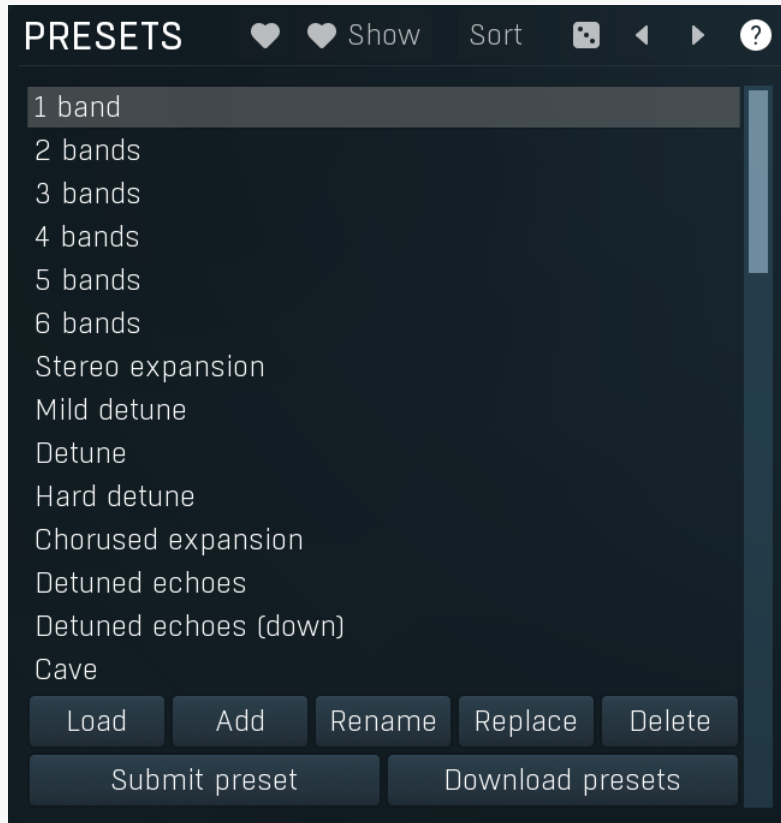 PRESETS Show Sort ?
1 band
2 bands
3 bands
4 bands
5 bands
6 bands
Stereo expansion
Mild detune
Detune
Hard detune
Chorused expansion
Detuned echoes
Detuned echoes (down)
Cave
Load Add Rename Replace Delete
Submit preset Download presets